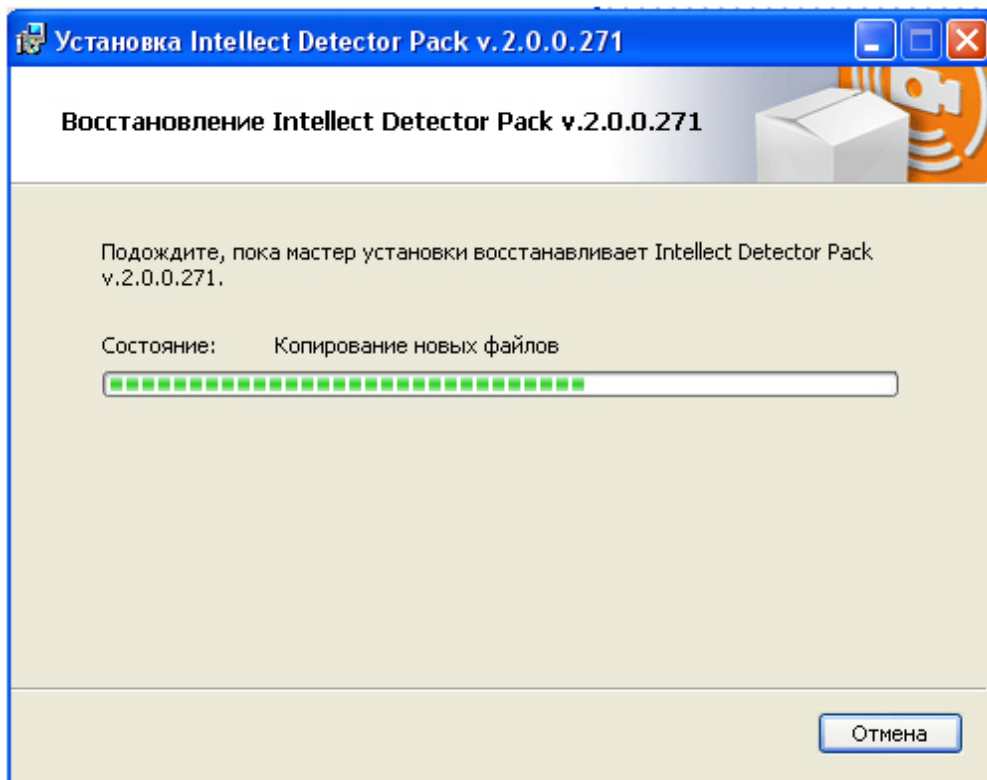 Установка Intellect Detector Pack v.2.0.0.271
Восстановление Intellect Detector Pack v.2.0.0.271
Подождите, пока мастер установки восстанавливает Intellect Detector Pack
v.2.0.0.271.
Состояние: Копирование новых файлов
Отмена